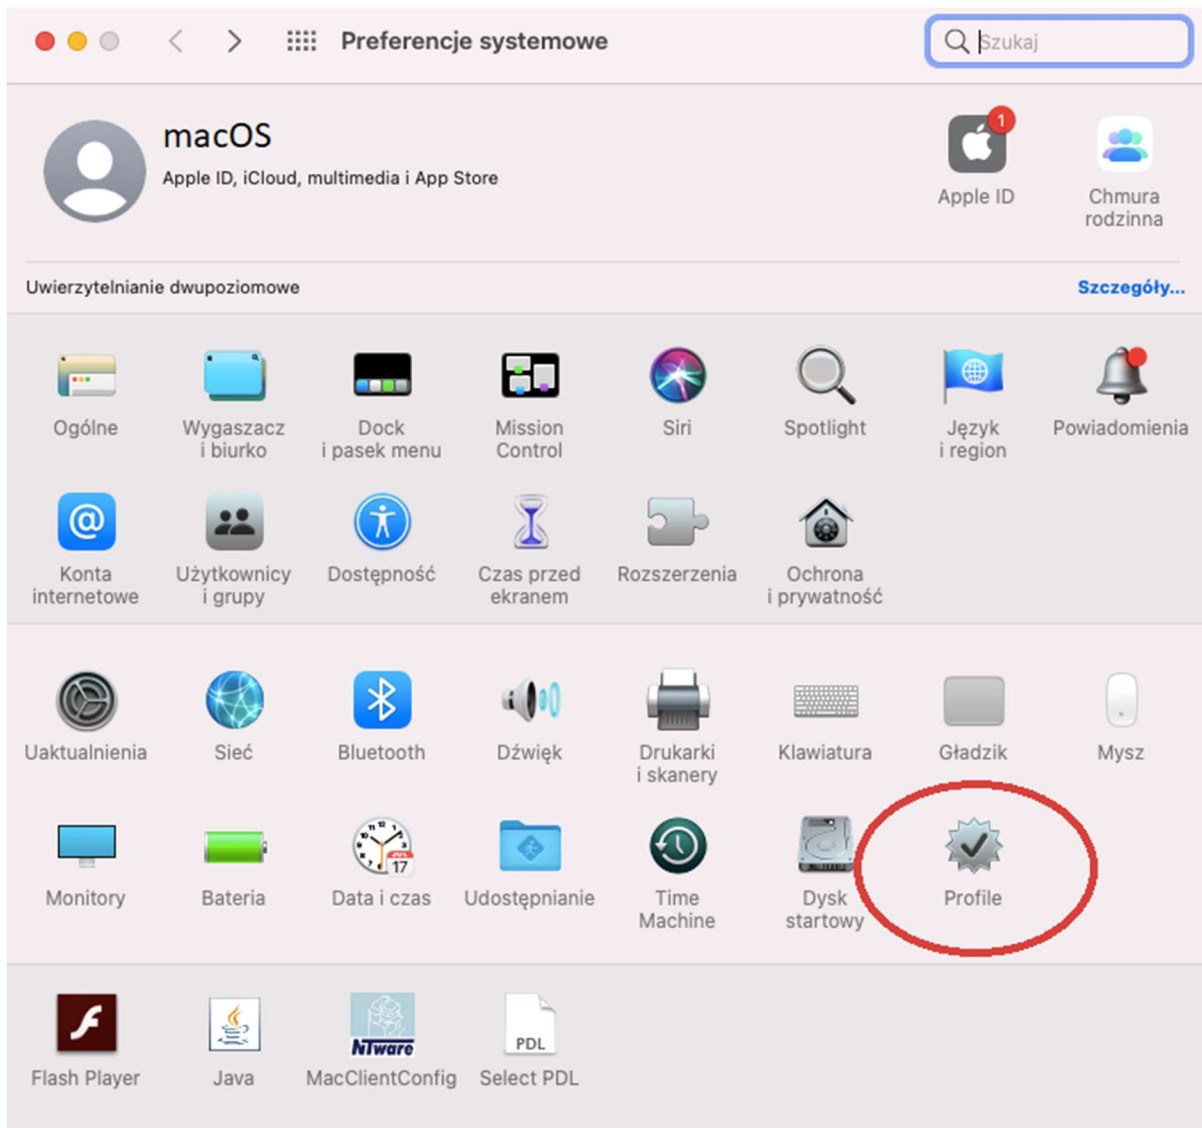 Preferencje systemowe
Szukaj
macOS
Apple ID, iCloud, multimedia i App Store
1
Apple ID
Chmura
rodzinna
Uwierzytelnianie dwupoziomowe
Szczegóły...
Ogólne
Wygaszacz
i biurko
Dock
i pasek menu
Mission
Control
Siri
Spotlight
Język
i region
Powiadomienia
@
Konta
internetowe
Użytkownicy
i grupy
Dostępność
Czas przed
ekranem
Rozszerzenia
Ochrona
i prywatność
Uaktualnienia
Sieć
Bluetooth
Dźwięk
Drukarki
i skanery
Klawiatura
Gładzik
Mysz
Monitory
Bateria
JUL
17
Data i czas
Udostępnianie
Time
Machine
Dysk
startowy
Profile
Flash Player
Java
NTware
MacClientConfig
PDL
Select PDL